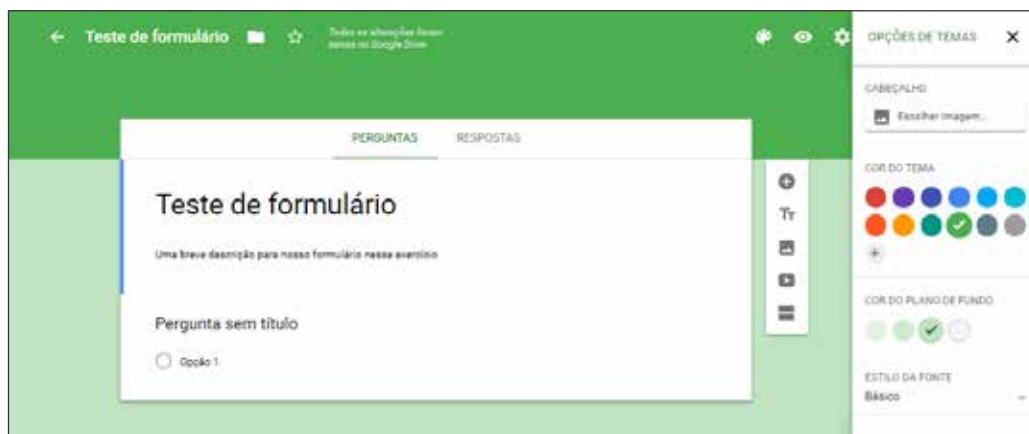 Teste de formulário
Todas as alterações foram
salvas no Google Drive
OPÇÕES DE TEMAS
CABEÇALHO
Escolher imagem...
PERGUNTAS RESPOSTAS
COR DO TEMA
Teste de formulário
Tт
Uma breve descrição para nosso formulário nesse exercício
COR DO PLANO DE FUNDO
Pergunta sem título
Opção 1
ESTILO DA FONTE
Básico